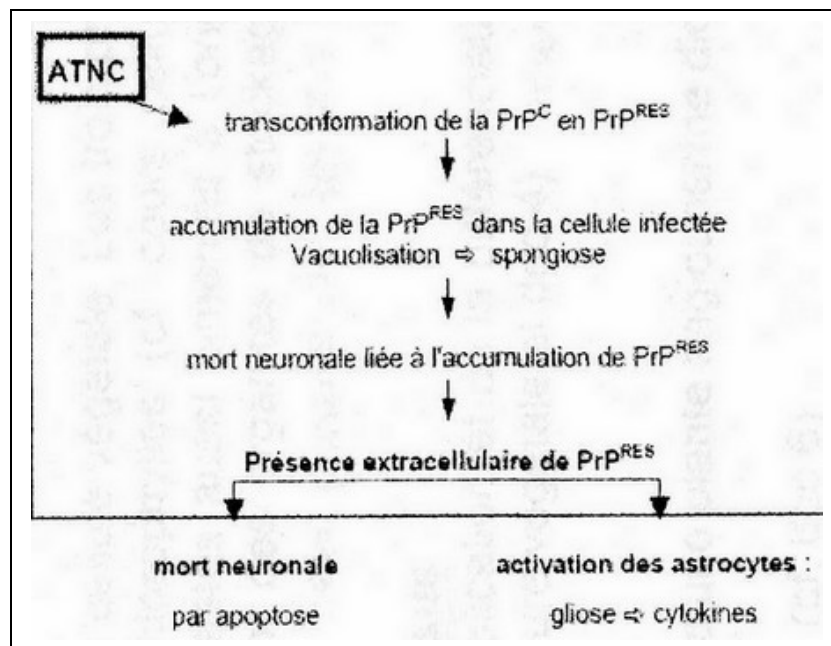 ATNC
transconformation de la PrPᶜ en PrPᴿᴱˢ
accumulation de la PrPᴿᴱˢ dans la cellule infectée
Vacuolisation ⇨ spongiose
mort neuronale liée à l'accumulation de PrPᴿᴱˢ
Présence extracellulaire de PrPᴿᴱˢ
mort neuronale
par apoptose
activation des astrocytes :
gliose ⇨ cytokines